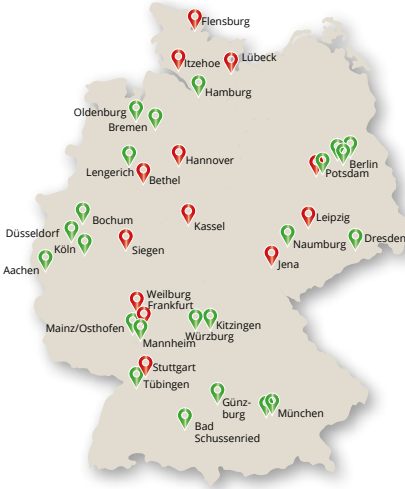 Flensburg
Itzehoe
Lübeck
Hamburg
Oldenburg
Bremen
Hannover
Lengerich
Bethel
Berlin
Potsdam
Bochum
Kassel
Leipzig
Düsseldorf
Köln
Siegen
Naumburg
Dresden
Aachen
Jena
Weilburg
Frankfurt
Mainz/Osthofen
Kitzingen
Würzburg
Mannheim
Stuttgart
Tübingen
Günz-
burg
München
Bad
Schussenried